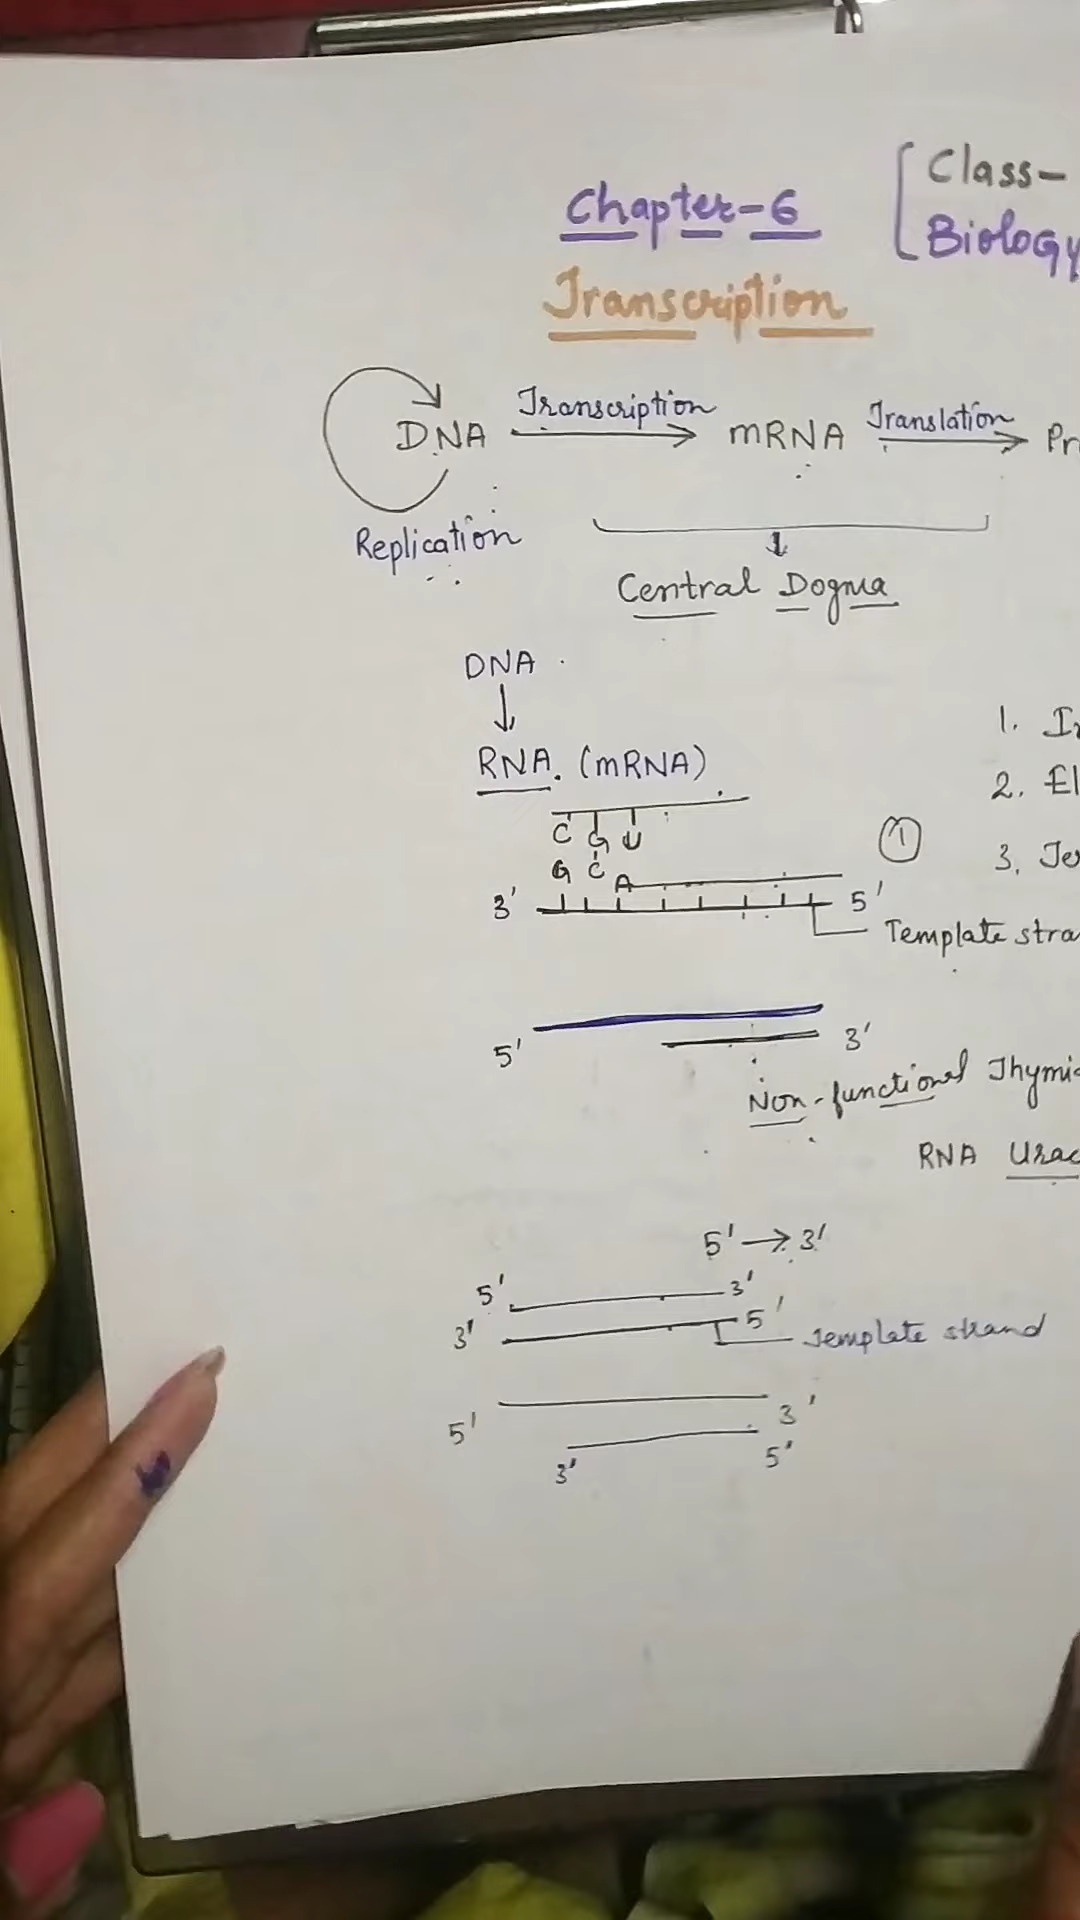 Chapter-6
[Class-
Biology
Transcription
DNA Transcription mRNA Translation
Replication
Central Dogma
DNA
RNA. (mRNA)
1.
2. El
3.
①
C G U
G C A
3' 5'
Template
5' 3'
Non-functional
RNA
5' → 3'
5' 3'
3' 5'
Template strand
5' 3'
3' 5'